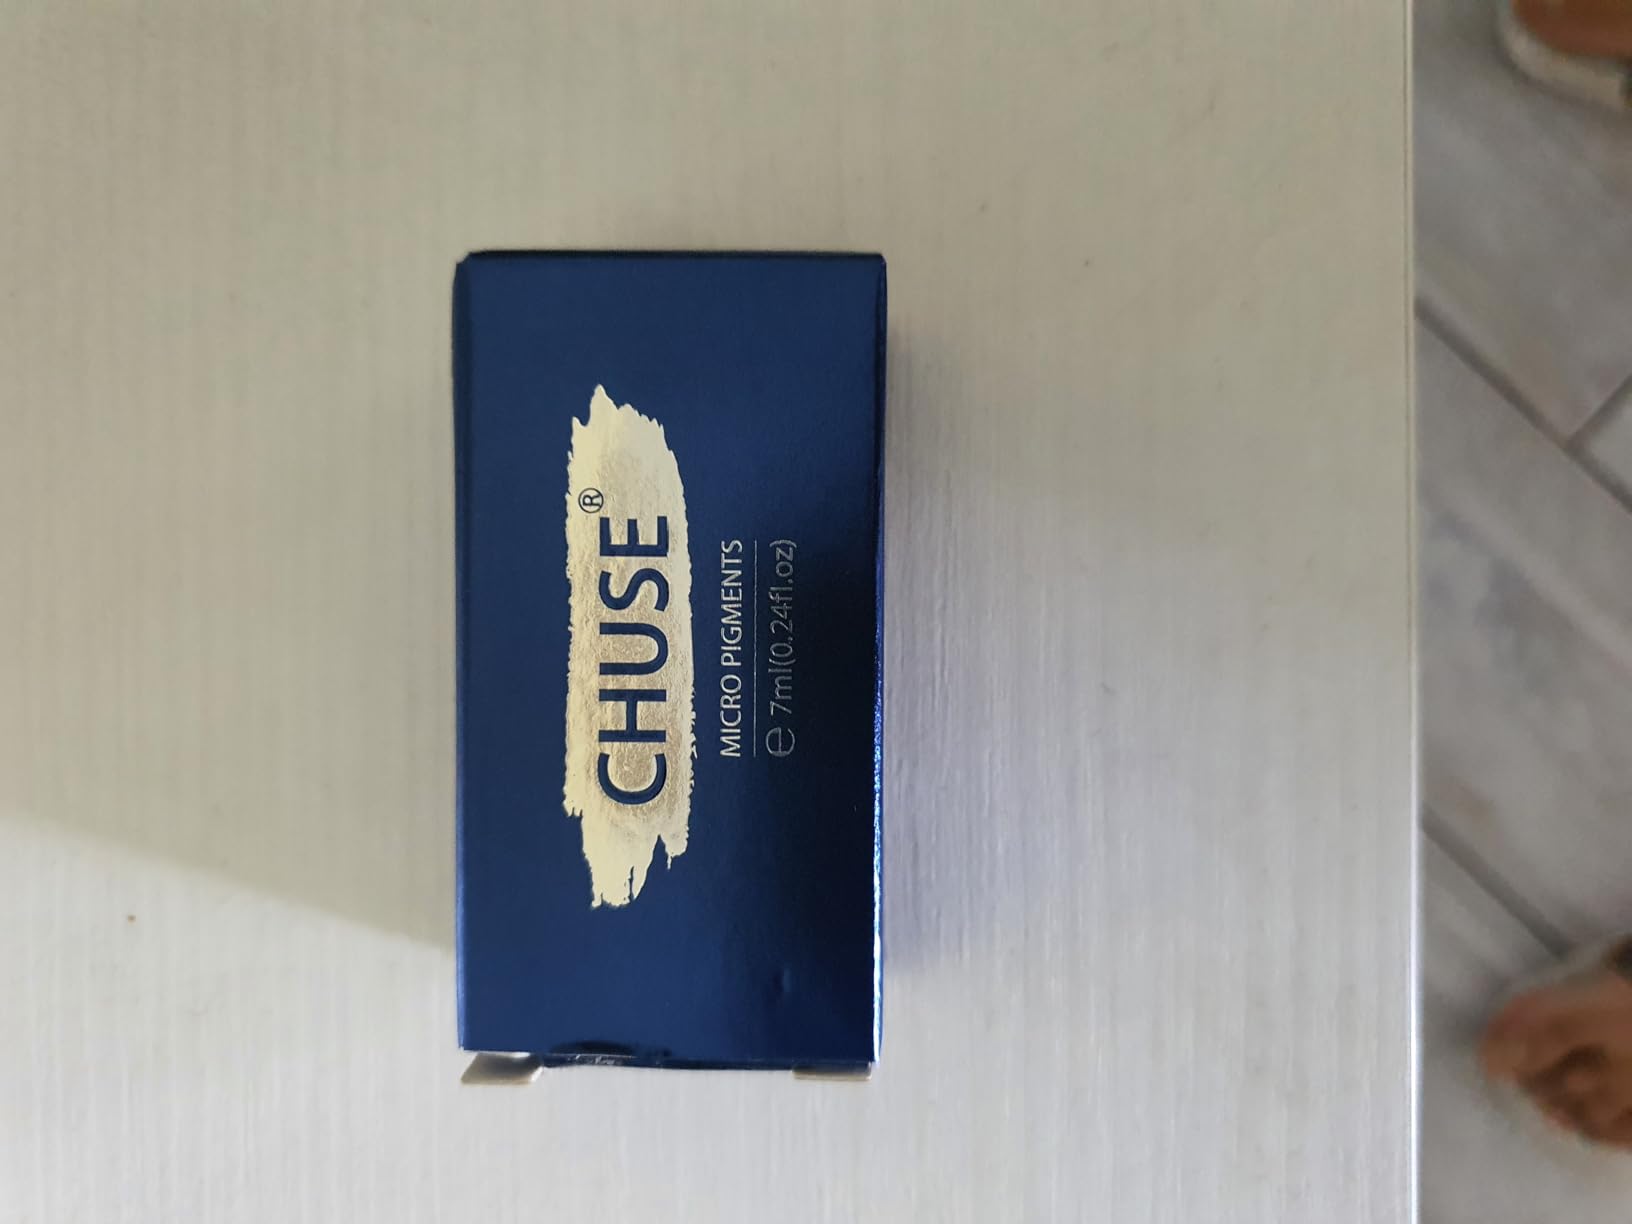 CHUSE®
MICRO PIGMENTS
℮ 7ml(0.24fl.oz)